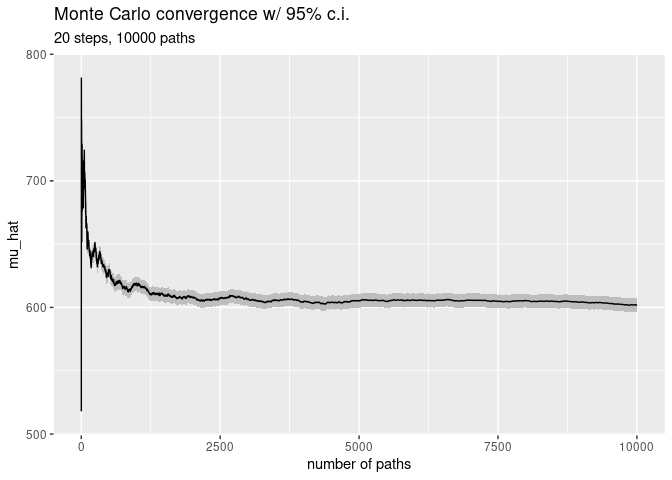 Monte Carlo convergence w/ 95% c.i.
20 steps, 10000 paths
800
700
600
500
mu_hat
0 2500 5000 7500 10000
number of paths